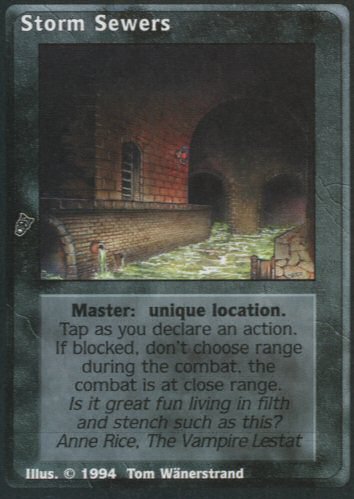 Storm Sewers
Master: unique location.
Tap as you declare an action.
If blocked, don't choose range
during the combat. the
combat is at close range.
Is it great fun living in filth
and stench such as this?
Anne Rice, The Vampire Lestat
Illus. © 1994 Tom Wänerstrand